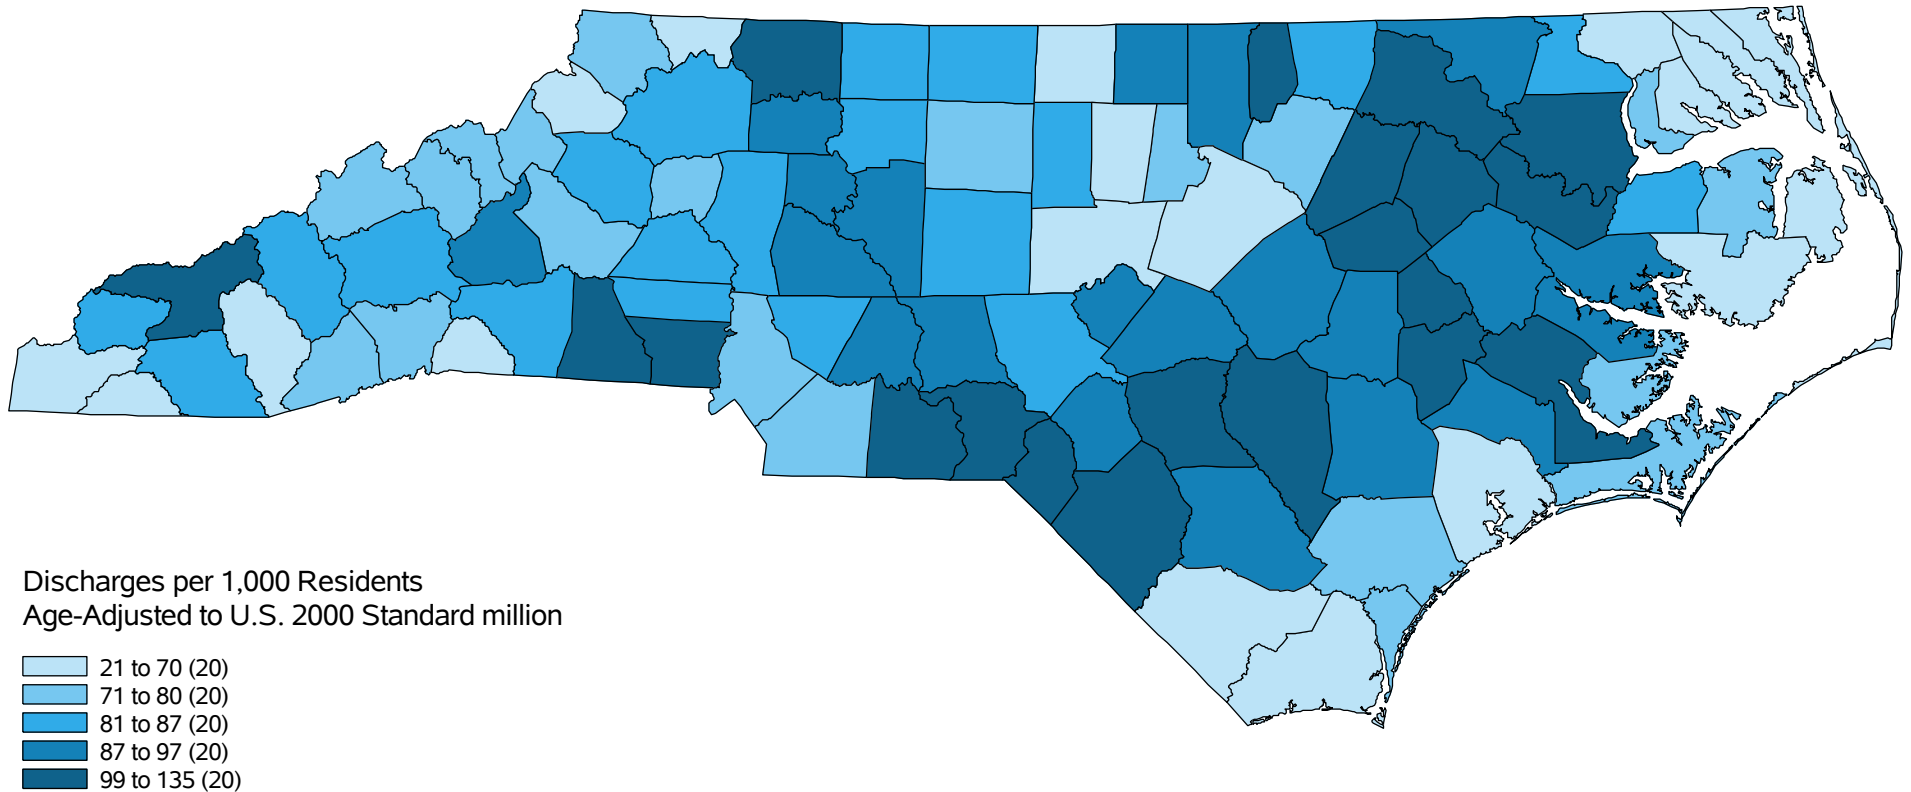 Discharges per 1,000 Residents
Age-Adjusted to U.S. 2000 Standard million
21 to 70 (20)
71 to 80 (20)
81 to 87 (20)
87 to 97 (20)
99 to 135 (20)